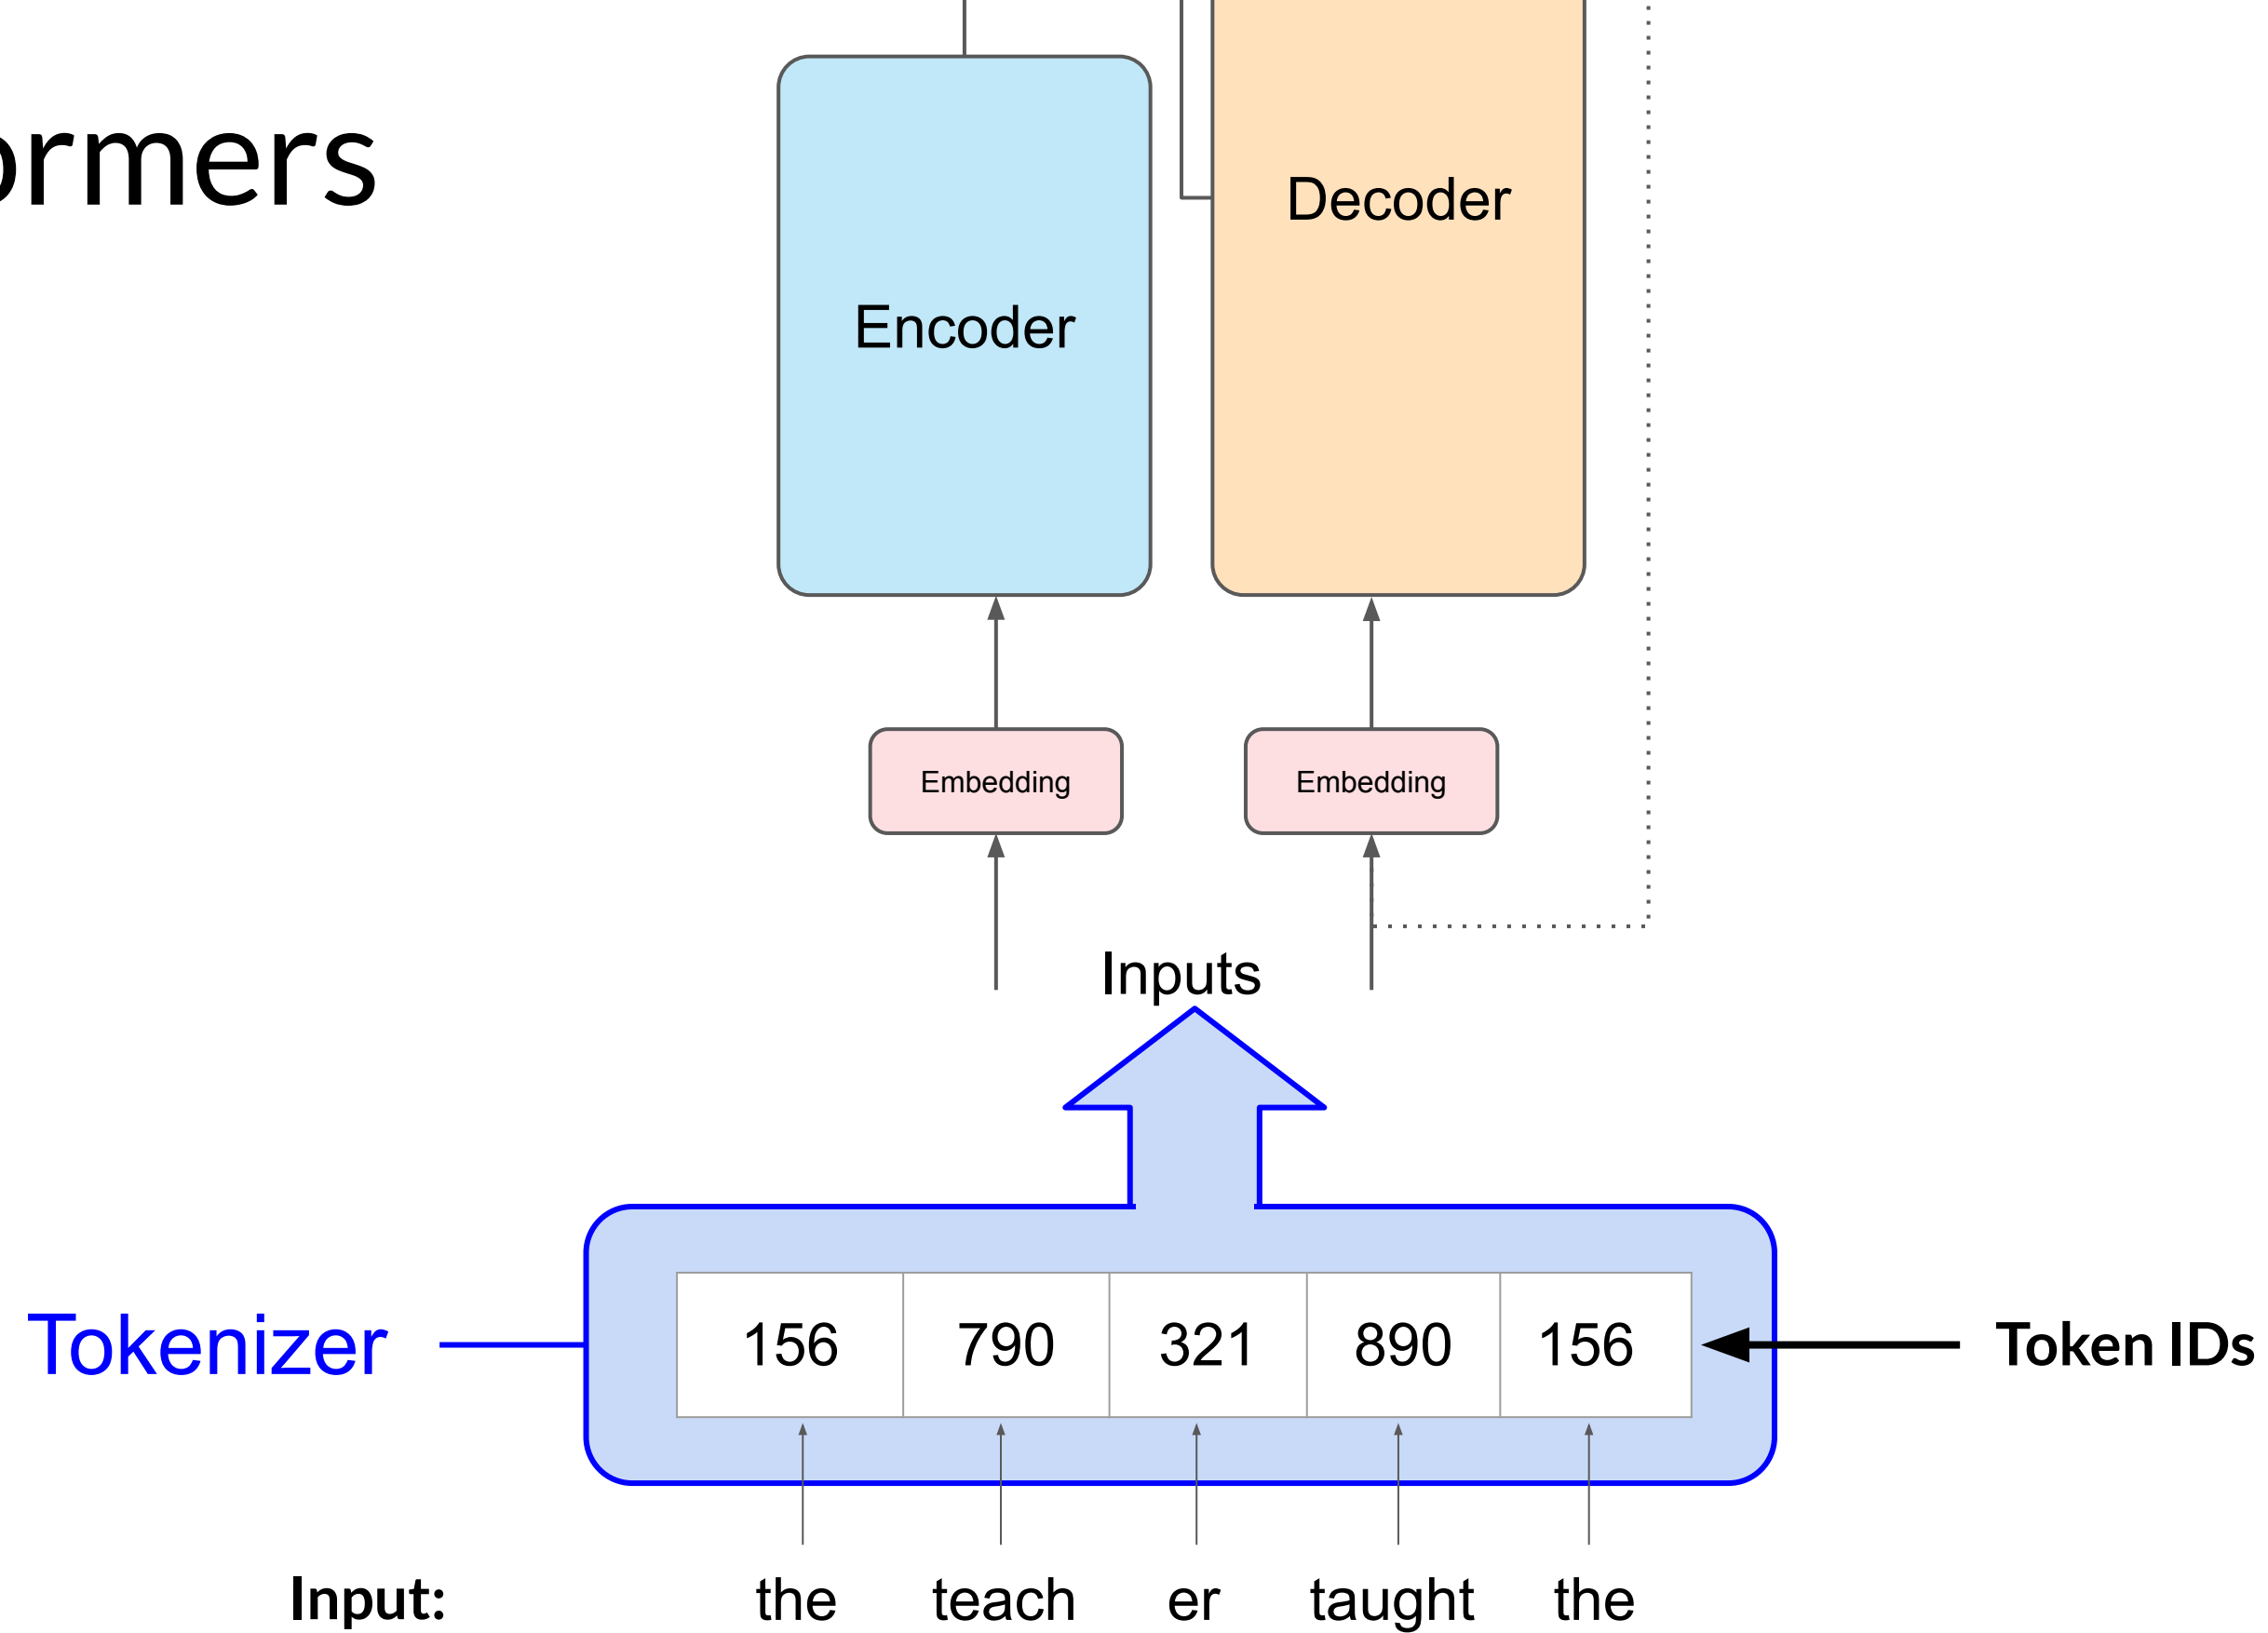 ormers
Decoder
Encoder
Embedding Embedding
Inputs
Tokenizer 156 790 321 890 156 Token IDs
Input: the teach er taught the